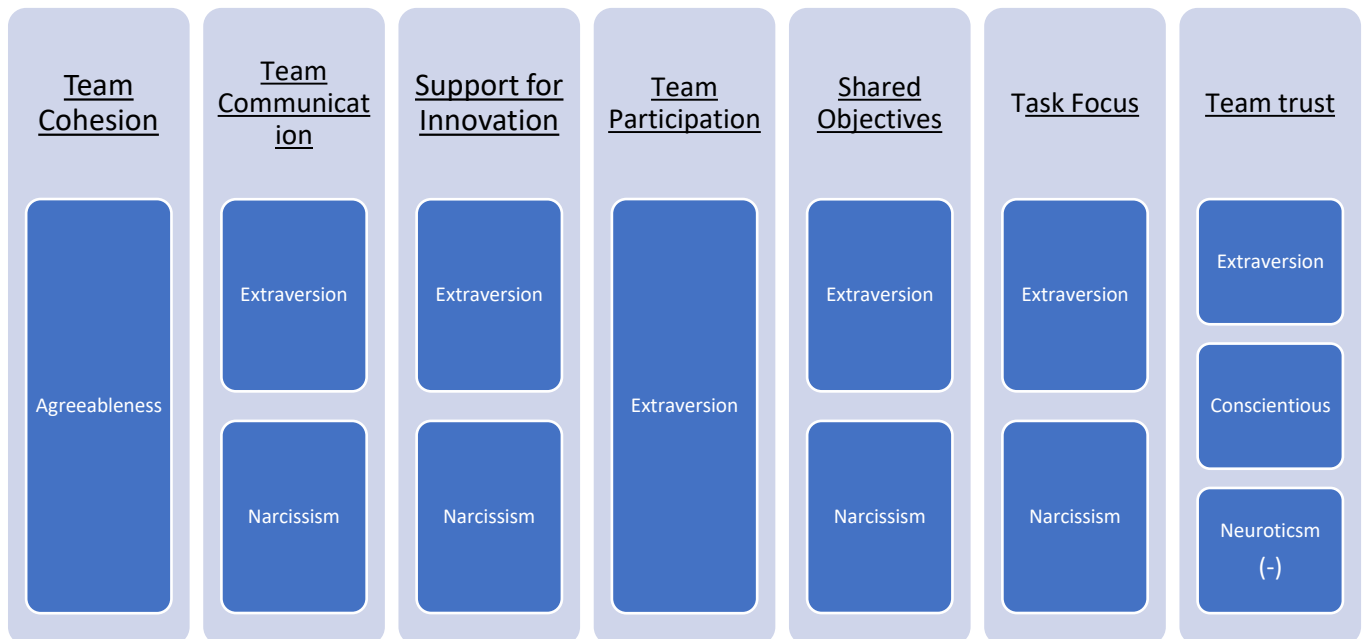 Team
Cohesion
Agreeableness
Team
Communicat
ion
Extraversion
Narcissism
Support for
Innovation
Extraversion
Narcissism
Team
Participation
Extraversion
Shared
Objectives
Extraversion
Narcissism
Task Focus
Extraversion
Narcissism
Team trust
Extraversion
Conscientious
Neuroticsm
(-)